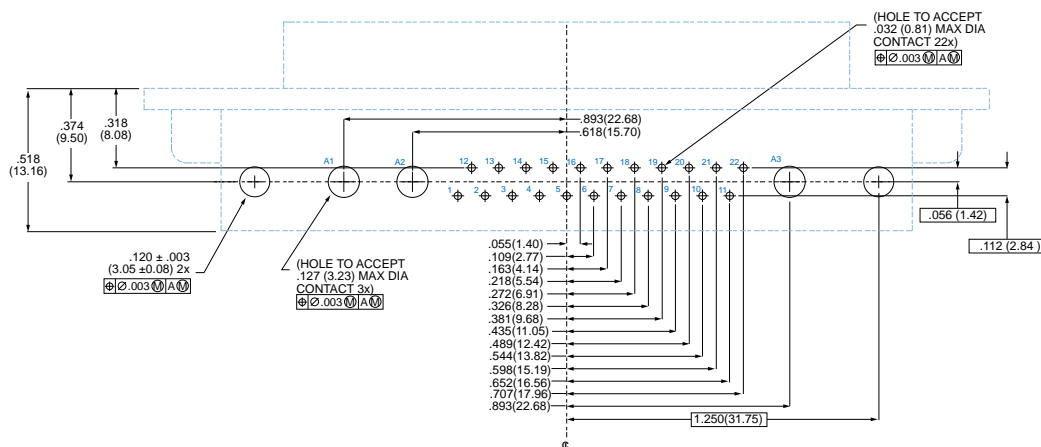 (HOLE TO ACCEPT
.032 (0.81) MAX DIA
CONTACT 22x)
⌖ Ø.003 Ⓜ A Ⓜ
.893(22.68)
.618(15.70)
.318
(8.08)
.374
(9.50)
.518
(13.16)
A1
A2
12 13 14 15 16 17 18 19 20 21 22
A3
1 2 3 4 5 6 7 8 9 10 11
.056 (1.42)
.112 (2.84)
.120 ± .003
(3.05 ±0.08) 2x
⌖ Ø.003 Ⓜ A Ⓜ
(HOLE TO ACCEPT
.127 (3.23) MAX DIA
CONTACT 3x)
⌖ Ø.003 Ⓜ A Ⓜ
.055(1.40)
.109(2.77)
.163(4.14)
.218(5.54)
.272(6.91)
.326(8.28)
.381(9.68)
.435(11.05)
.489(12.42)
.544(13.82)
.598(15.19)
.652(16.56)
.707(17.96)
.893(22.68)
1.250(31.75)
℄